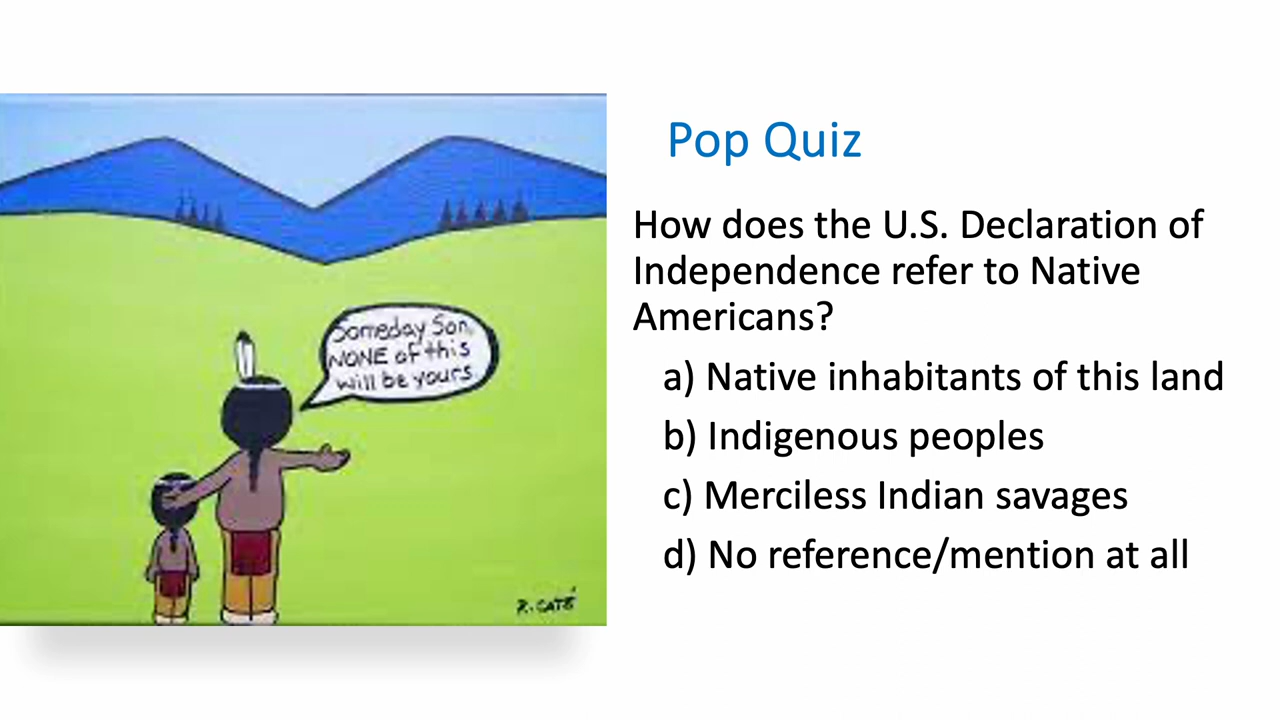 Someday Son,
NONE of this
will be yours
R. CATÉ
Pop Quiz
How does the U.S. Declaration of
Independence refer to Native
Americans?
a) Native inhabitants of this land
b) Indigenous peoples
c) Merciless Indian savages
d) No reference/mention at all